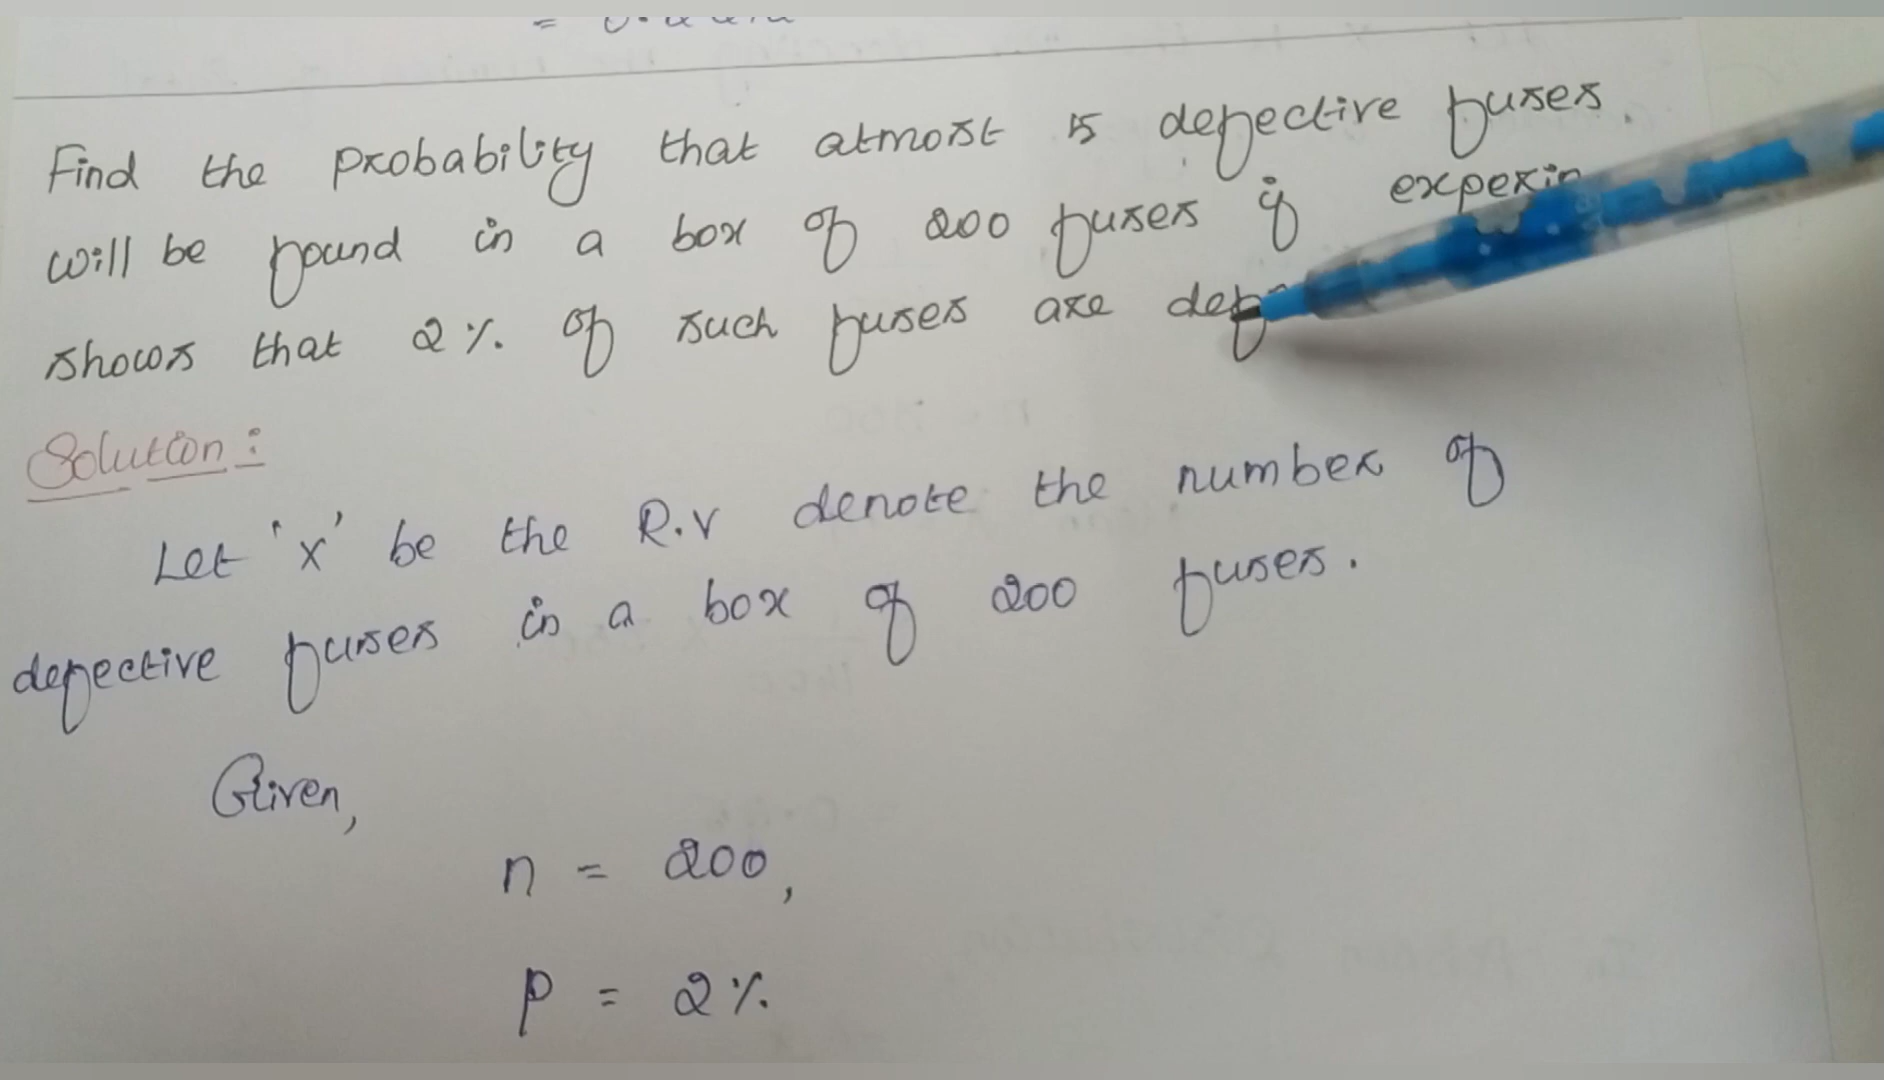 Find the probability that atmost 5 defective fuses
will be found in a box of 200 fuses if
shows that 2%. of such fuses are
Solution:
Let 'x' be the R.V denote the number of
defective fuses in a box of 200 fuses.
Given,
n = 200,
p = 2%.